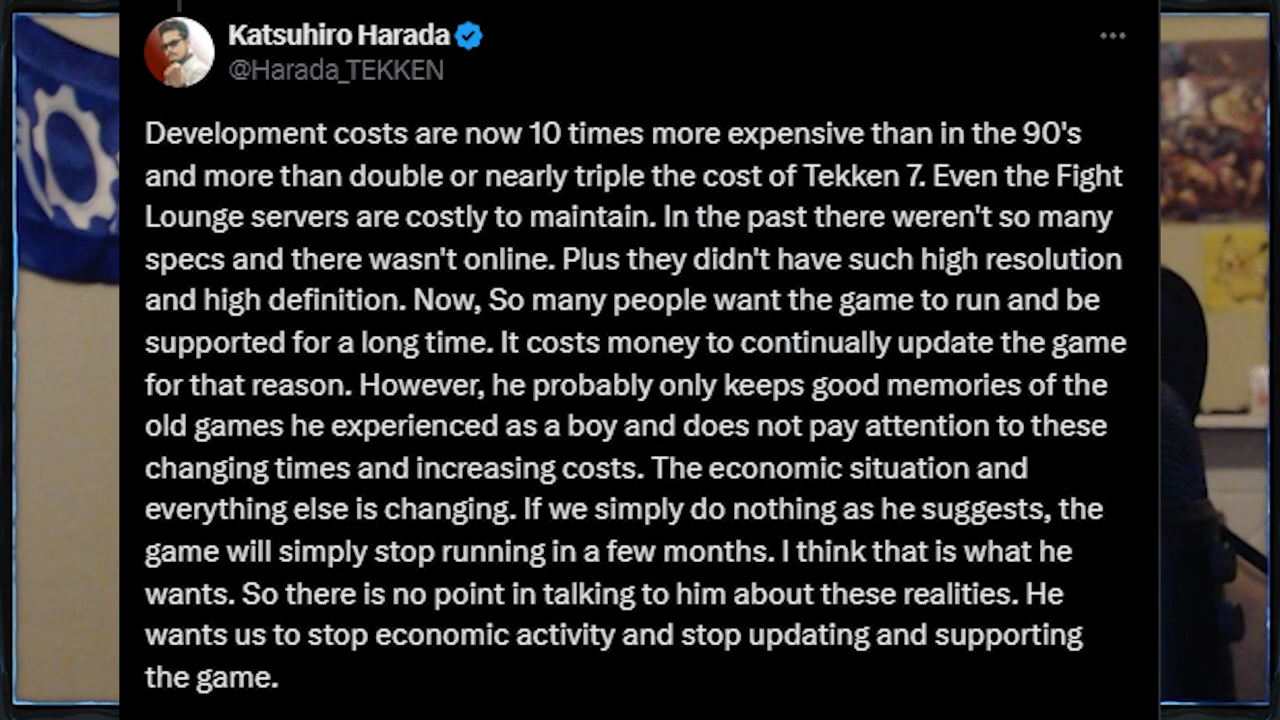 Katsuhiro Harada
@Harada_TEKKEN
Development costs are now 10 times more expensive than in the 90's
and more than double or nearly triple the cost of Tekken 7. Even the Fight
Lounge servers are costly to maintain. In the past there weren't so many
specs and there wasn't online. Plus they didn't have such high resolution
and high definition. Now, So many people want the game to run and be
supported for a long time. It costs money to continually update the game
for that reason. However, he probably only keeps good memories of the
old games he experienced as a boy and does not pay attention to these
changing times and increasing costs. The economic situation and
everything else is changing. If we simply do nothing as he suggests, the
game will simply stop running in a few months. I think that is what he
wants. So there is no point in talking to him about these realities. He
wants us to stop economic activity and stop updating and supporting
the game.